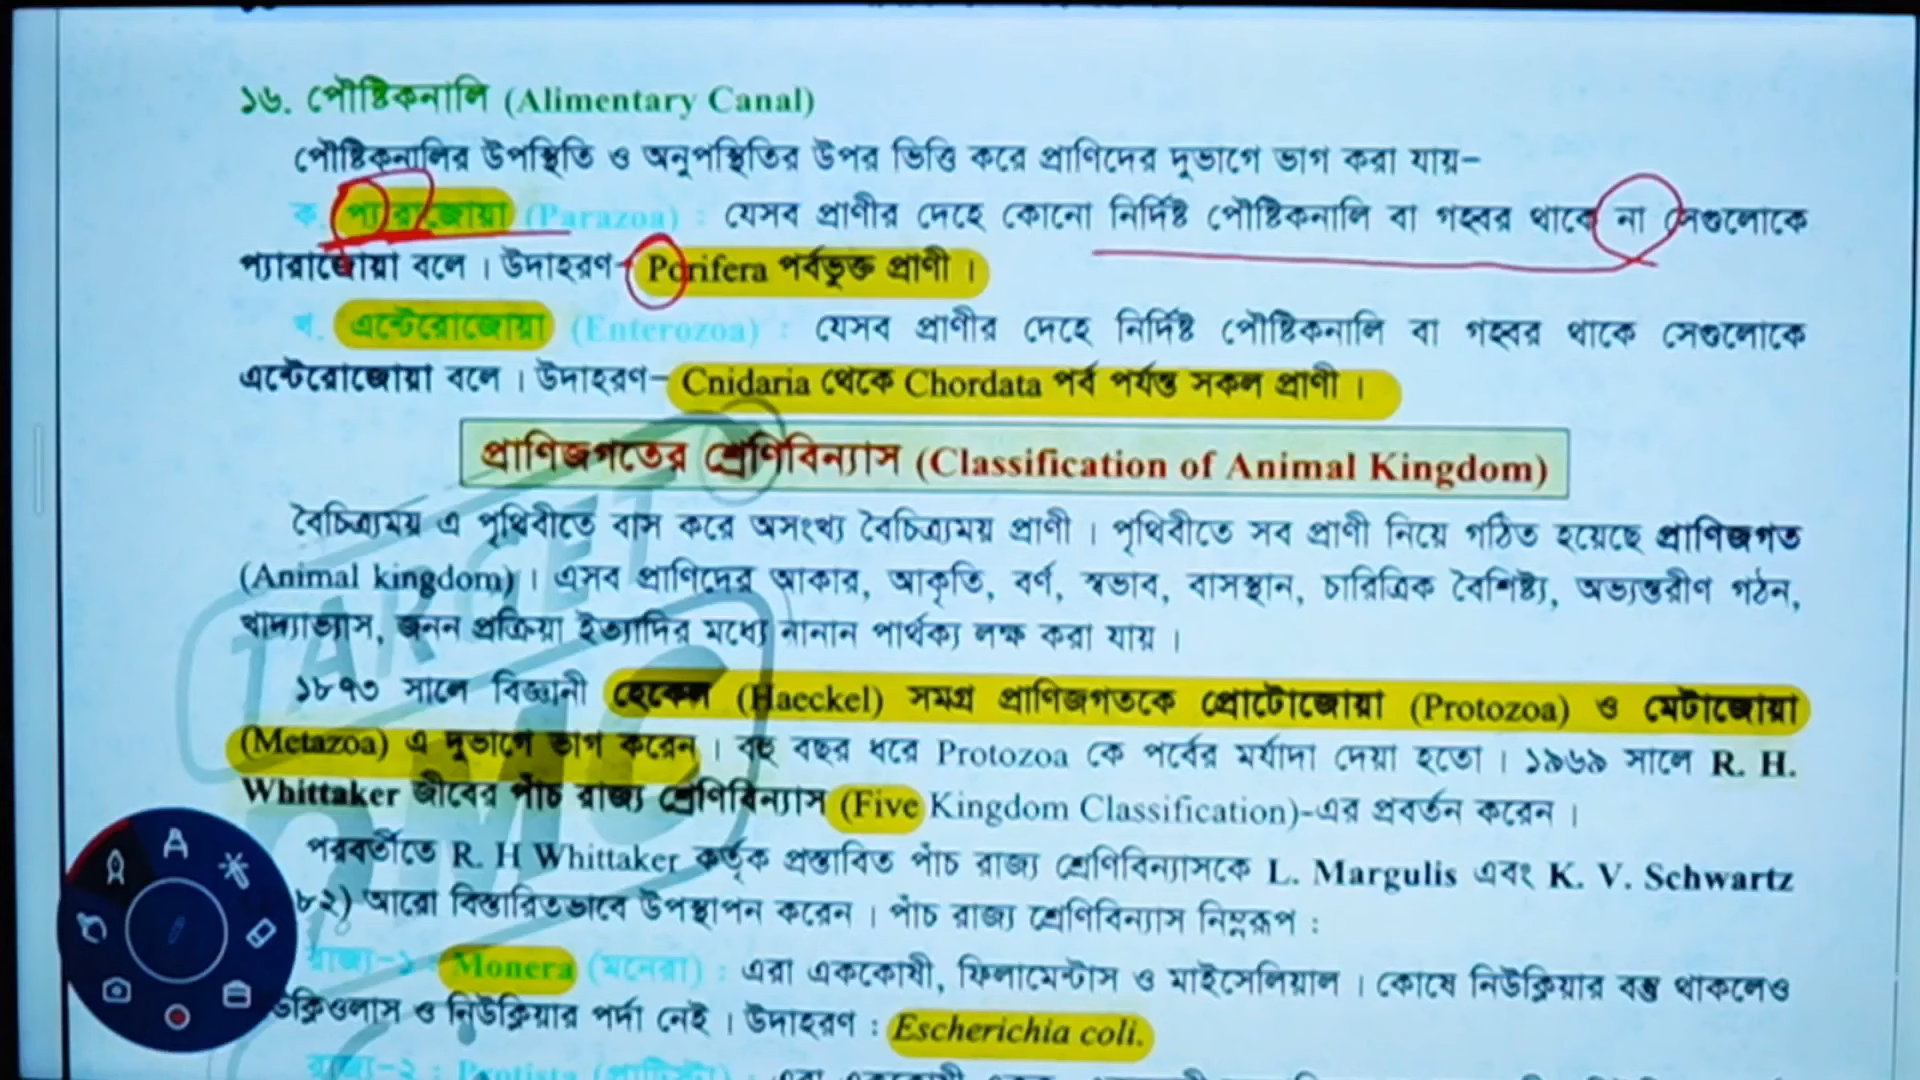 ১৬. পৌষ্টিকনালি (Alimentary Canal)
পৌষ্টিকনালির উপস্থিতি ও অনুপস্থিতির উপর ভিত্তি করে প্রাণিদের দুভাগে ভাগ করা যায়–
ক. প্যারাজোয়া (Parazoa) : যেসব প্রাণীর দেহে কোনো নির্দিষ্ট পৌষ্টিকনালি বা গহ্বর থাকে না সেগুলোকে
প্যারাজোয়া বলে । উদাহরণ– Porifera পর্বভুক্ত প্রাণী ।
খ. এন্টেরোজোয়া (Enterozoa) : যেসব প্রাণীর দেহে নির্দিষ্ট পৌষ্টিকনালি বা গহ্বর থাকে সেগুলোকে
এন্টেরোজোয়া বলে । উদাহরণ– Cnidaria থেকে Chordata পর্ব পর্যন্ত সকল প্রাণী ।
প্রাণিজগতের শ্রেণিবিন্যাস (Classification of Animal Kingdom)
বৈচিত্র্যময় এ পৃথিবীতে বাস করে অসংখ্য বৈচিত্র্যময় প্রাণী । পৃথিবীতে সব প্রাণী নিয়ে গঠিত হয়েছে প্রাণিজগত
(Animal kingdom) । এসব প্রাণিদের আকার, আকৃতি, বর্ণ, স্বভাব, বাসস্থান, চারিত্রিক বৈশিষ্ট্য, অভ্যন্তরীণ গঠন,
খাদ্যাভ্যাস, জনন প্রক্রিয়া ইত্যাদির মধ্যে নানান পার্থক্য লক্ষ করা যায় ।
১৮৭৩ সালে বিজ্ঞানী হেকেল (Haeckel) সমগ্র প্রাণিজগতকে প্রোটোজোয়া (Protozoa) ও মেটাজোয়া
(Metazoa) এ দুভাগে ভাগ করেন । বহু বছর ধরে Protozoa কে পর্বের মর্যাদা দেয়া হতো । ১৯৬৯ সালে R. H.
Whittaker জীবের পাঁচ রাজ্য শ্রেণিবিন্যাস (Five Kingdom Classification)-এর প্রবর্তন করেন ।
পরবর্তীতে R. H Whittaker কর্তৃক প্রস্তাবিত পাঁচ রাজ্য শ্রেণিবিন্যাসকে L. Margulis এবং K. V. Schwartz
৮২) আরো বিস্তারিতভাবে উপস্থাপন করেন । পাঁচ রাজ্য শ্রেণিবিন্যাস নিম্নরূপ :
রাজ্য-১ : Monera (মনেরা) : এরা এককোষী, ফিলামেন্টাস ও মাইসেলিয়াল । কোষে নিউক্লিয়ার বস্তু থাকলেও
ও নিউক্লিয়ার পর্দা নেই । উদাহরণ : Escherichia coli.
রাজ্য-২ : Protista (প্রোটিস্টা) : এরা এককোষী
TARGET
DMC